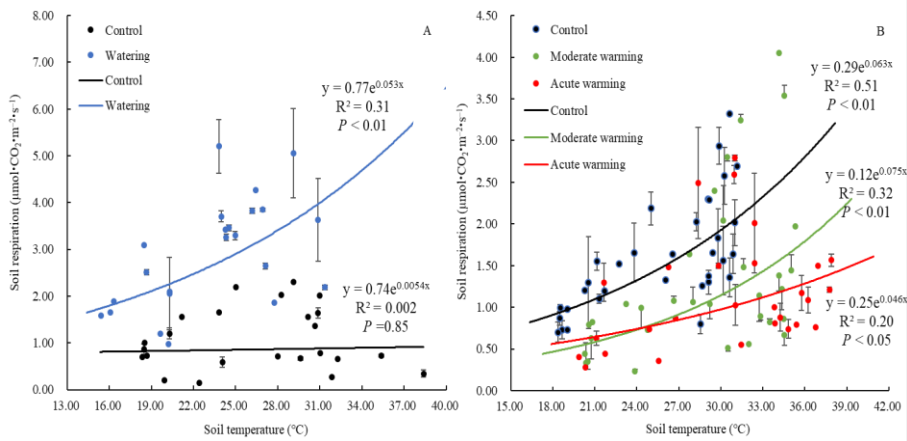 8.00
7.00
6.00
5.00
4.00
3.00
2.00
1.00
0.00
13.00 16.00 19.00 22.00 25.00 28.00 31.00 34.00 37.00 40.00
Soil temperature (℃)
Soil respiration (μmol•CO₂•m⁻²•s⁻¹)
Control
Watering
Control
Watering
A
y = 0.77e^0.053x
R² = 0.31
P < 0.01
y = 0.74e^0.0054x
R² = 0.002
P =0.85
4.50
4.00
3.50
3.00
2.50
2.00
1.50
1.00
0.50
0.00
15.00 18.00 21.00 24.00 27.00 30.00 33.00 36.00 39.00 42.00
Soil temperature (℃)
Soil respiration (μmol•CO₂•m⁻²•s⁻¹)
Control
Moderate warming
Acute warming
Control
Moderate warming
Acute warming
B
y = 0.29e^0.063x
R² = 0.51
P < 0.01
y = 0.12e^0.075x
R² = 0.32
P < 0.01
y = 0.25e^0.046x
R² = 0.20
P < 0.05